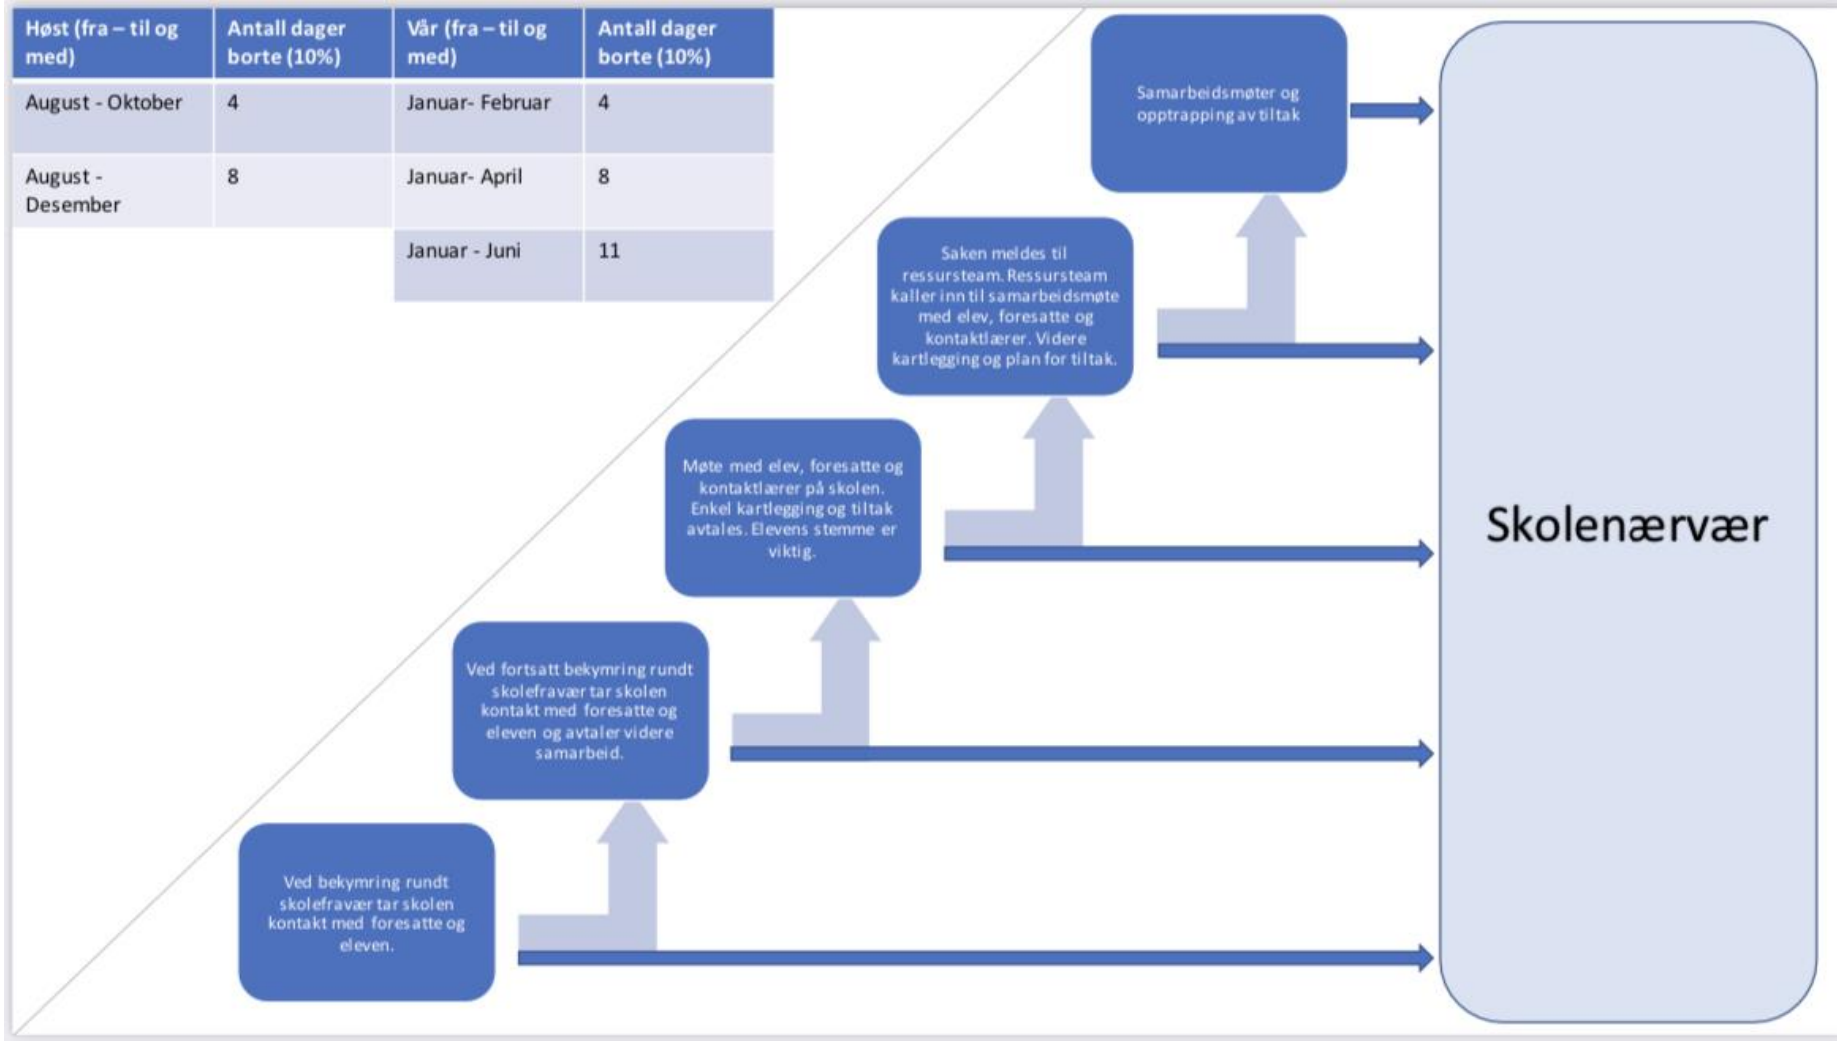 Høst (fra – til og
med)
Antall dager
borte (10%)
Vår (fra – til og
med)
Antall dager
borte (10%)
August - Oktober
4
Januar- Februar
4
August -
Desember
8
Januar- April
8
Januar - Juni
11
Samarbeidsmøter og
opptrapping av tiltak
Saken meldes til
ressursteam. Ressursteam
kaller inn til samarbeidsmøte
med elev, foresatte og
kontaktlærer. Videre
kartlegging og plan for tiltak.
Møte med elev, foresatte og
kontaktlærer på skolen.
Enkel kartlegging og tiltak
avtales. Elevens stemme er
viktig.
Ved fortsatt bekymring rundt
skolefravær tar skolen
kontakt med foresatte og
eleven og avtaler videre
samarbeid.
Ved bekymring rundt
skolefravær tar skolen
kontakt med foresatte og
eleven.
Skolenærvær